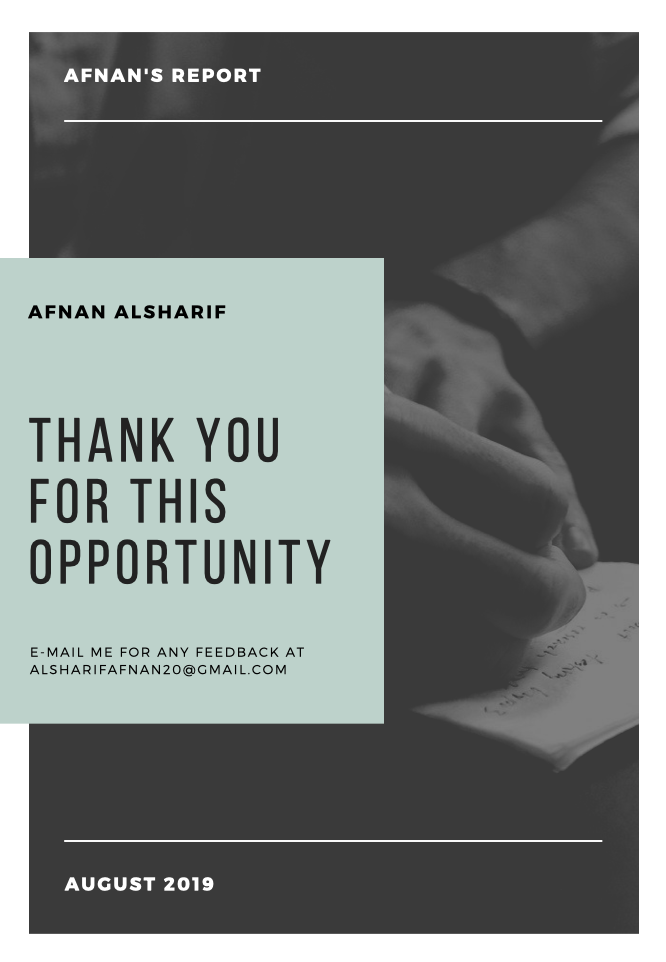 AFNAN'S REPORT
AFNAN ALSHARIF
THANK YOU
FOR THIS
OPPORTUNITY
E-MAIL ME FOR ANY FEEDBACK AT
ALSHARIFAFNAN20@GMAIL.COM
AUGUST 2019